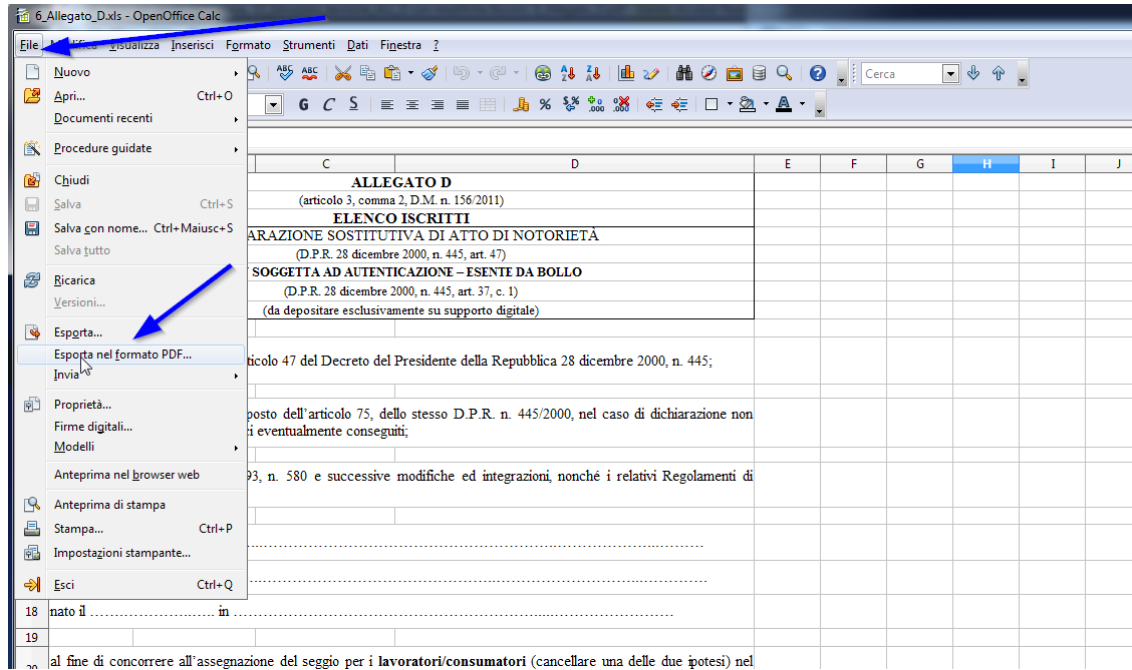 6_Allegato_D.xls - OpenOffice Calc
File Visualizza Inserisci Formato Strumenti Dati Finestra ?
Nuovo
Apri... Ctrl+O
Documenti recenti
Procedure guidate
Chiudi
Salva Ctrl+S
Salva con nome... Ctrl+Maiusc+S
Salva tutto
Ricarica
Versioni...
Esporta...
Esporta nel formato PDF...
Invia
Proprietà...
Firme digitali...
Modelli
Anteprima nel browser web
Anteprima di stampa
Stampa... Ctrl+P
Impostazioni stampante...
Esci Ctrl+Q
ABC ABC Cerca
G C S % A
C D E F G H I J
ALLEGATO D
(articolo 3, comma 2, D.M. n. 156/2011)
ELENCO ISCRITTI
ARAZIONE SOSTITUTIVA DI ATTO DI NOTORIETÀ
(D.P.R. 28 dicembre 2000, n. 445, art. 47)
SOGGETTA AD AUTENTICAZIONE – ESENTE DA BOLLO
(D.P.R. 28 dicembre 2000, n. 445, art. 37, c. 1)
(da depositare esclusivamente su supporto digitale)
ticolo 47 del Decreto del Presidente della Repubblica 28 dicembre 2000, n. 445;
posto dell'articolo 75, dello stesso D.P.R. n. 445/2000, nel caso di dichiarazione non
i eventualmente conseguiti;
93, n. 580 e successive modifiche ed integrazioni, nonché i relativi Regolamenti di
18 nato il ........................... in ................................................................
19
20 al fine di concorrere all'assegnazione del seggio per i lavoratori/consumatori (cancellare una delle due ipotesi) nel